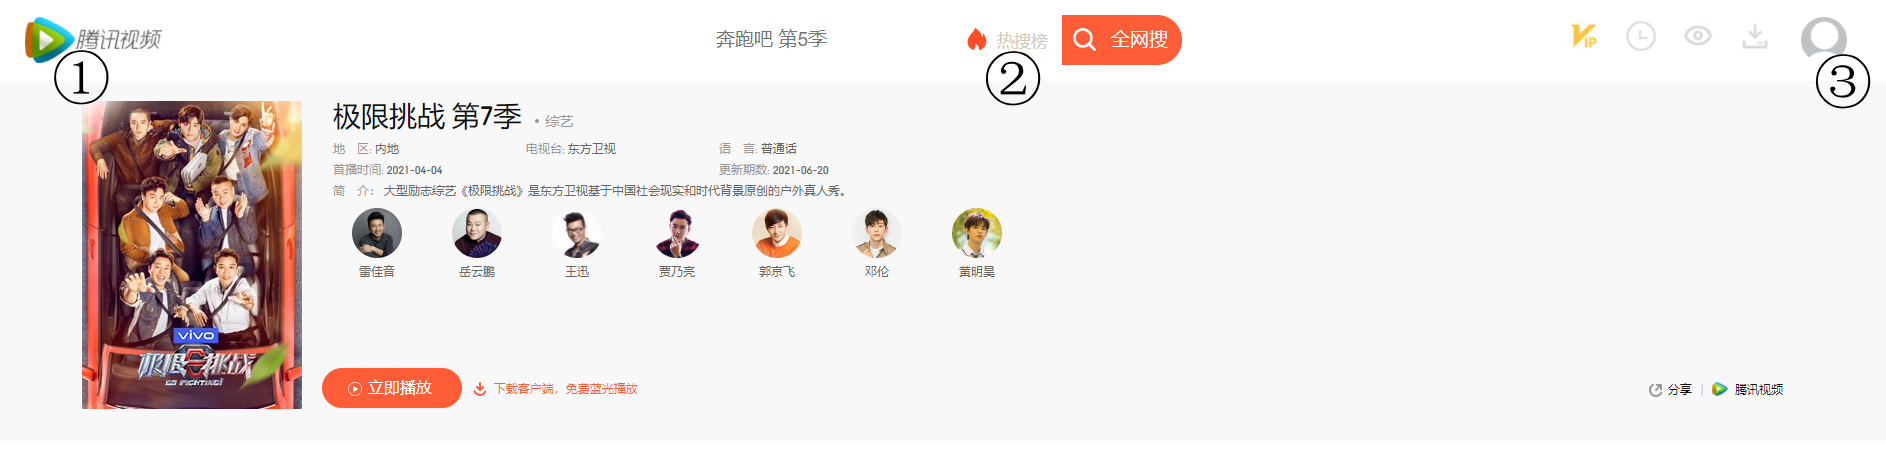 腾讯视频
奔跑吧 第5季
热搜榜
全网搜
VIP
①
②
③
极限挑战 第7季 • 综艺
地 区: 内地 电视台: 东方卫视 语 言: 普通话
首播时间: 2021-04-04 更新期数: 2021-06-20
简 介： 大型励志综艺《极限挑战》是东方卫视基于中国社会现实和时代背景原创的户外真人秀。
雷佳音 岳云鹏 王迅 贾乃亮 郭京飞 邓伦 黄明昊
vivo
极限挑战
GO FIGHTING!
立即播放 下载客户端，免费蓝光播放
分享 | 腾讯视频